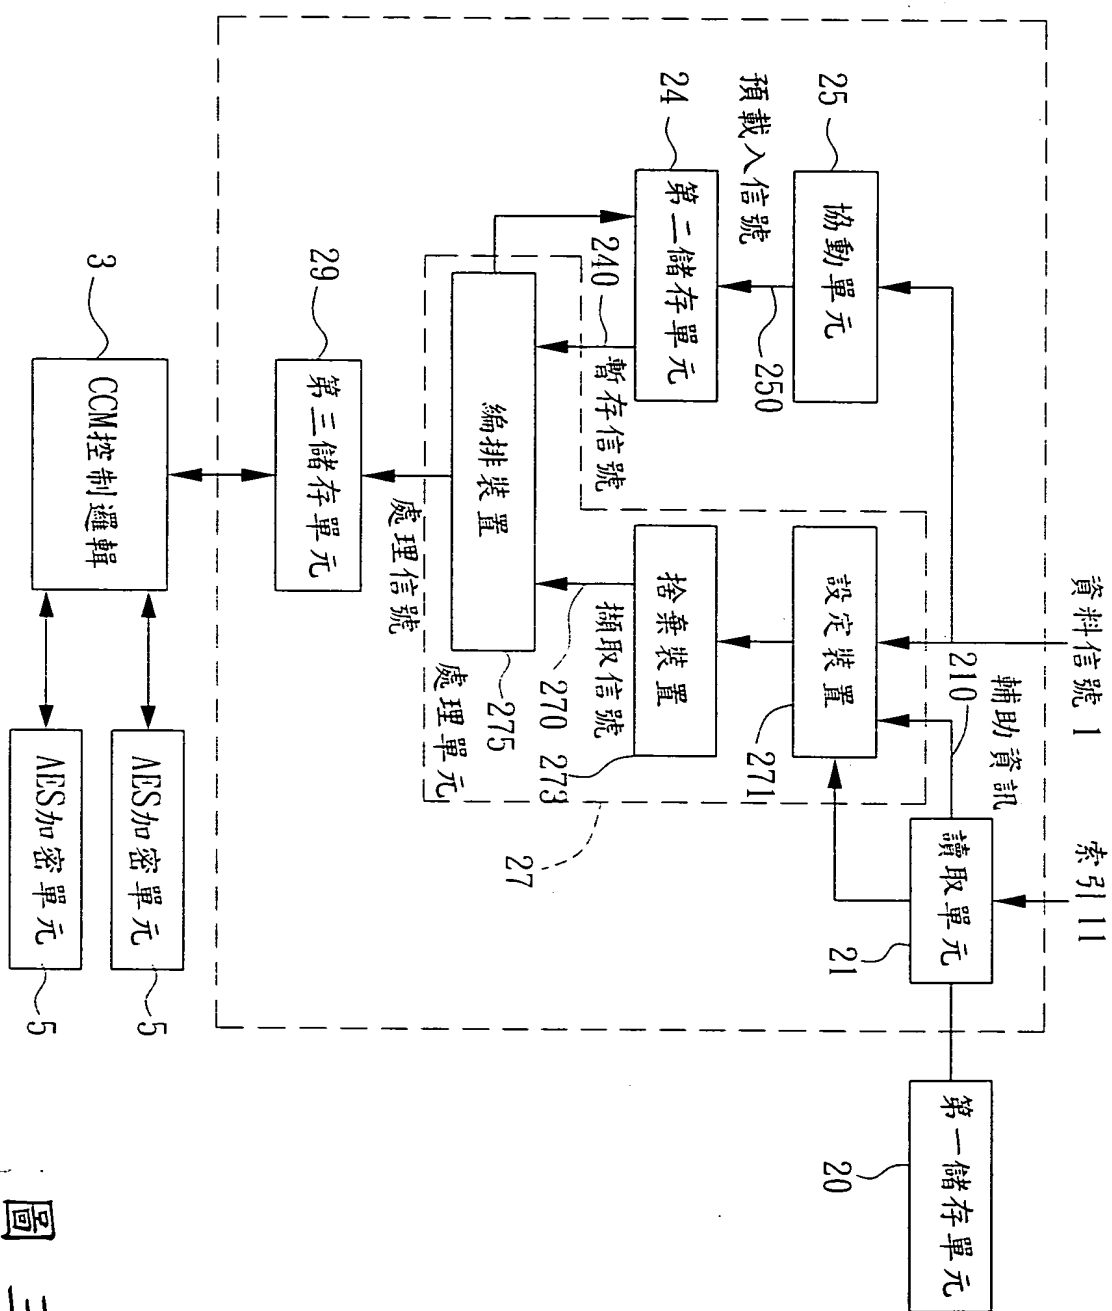 資料信號 1
索引 11
輔助資訊
210
讀取單元
21
第一儲存單元
20
協動單元
25
設定裝置
271
預載入信號
250
第二儲存單元
24
捨棄裝置
273
240
暫存信號
270
擷取信號
編排裝置
275
處理單元
27
處理信號
第三儲存單元
29
CCM控制邏輯
3
AES加密單元
5
AES加密單元
5
圖 三